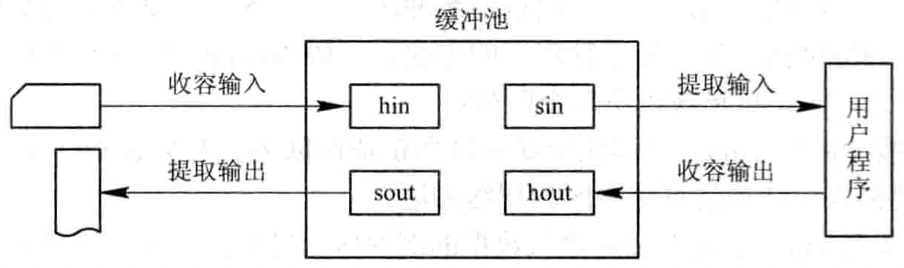 缓冲池
收容输入
hin
sin
提取输入
提取输出
sout
hout
收容输出
用户程序